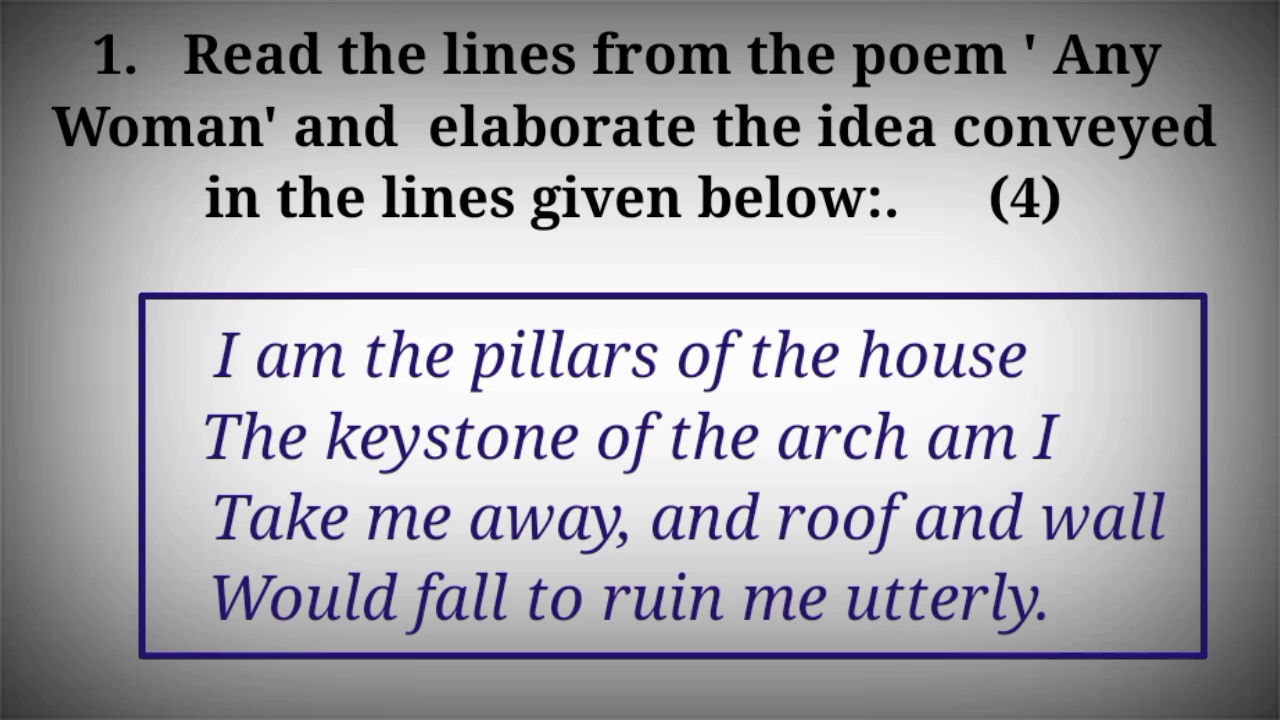 1. Read the lines from the poem ' Any
Woman' and elaborate the idea conveyed
in the lines given below:. (4)
I am the pillars of the house
The keystone of the arch am I
Take me away, and roof and wall
Would fall to ruin me utterly.